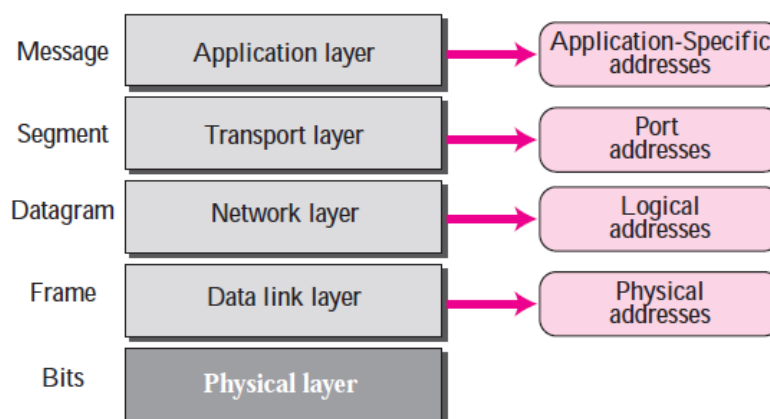 Message
Application layer
Application-Specific
addresses
Segment
Transport layer
Port
addresses
Datagram
Network layer
Logical
addresses
Frame
Data link layer
Physical
addresses
Bits
Physical layer